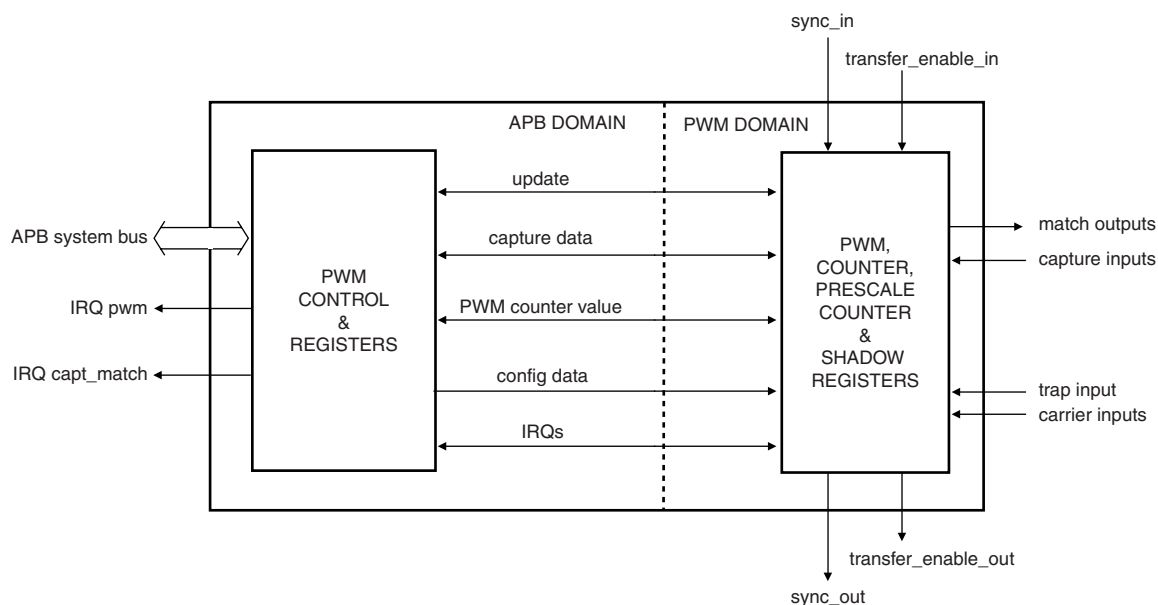 sync_in
transfer_enable_in
APB DOMAIN
PWM DOMAIN
update
APB system bus
capture data
match outputs
capture inputs
PWM
CONTROL
&
REGISTERS
PWM,
COUNTER,
PRESCALE
COUNTER
&
SHADOW
REGISTERS
IRQ pwm
PWM counter value
IRQ capt_match
config data
trap input
carrier inputs
IRQs
transfer_enable_out
sync_out